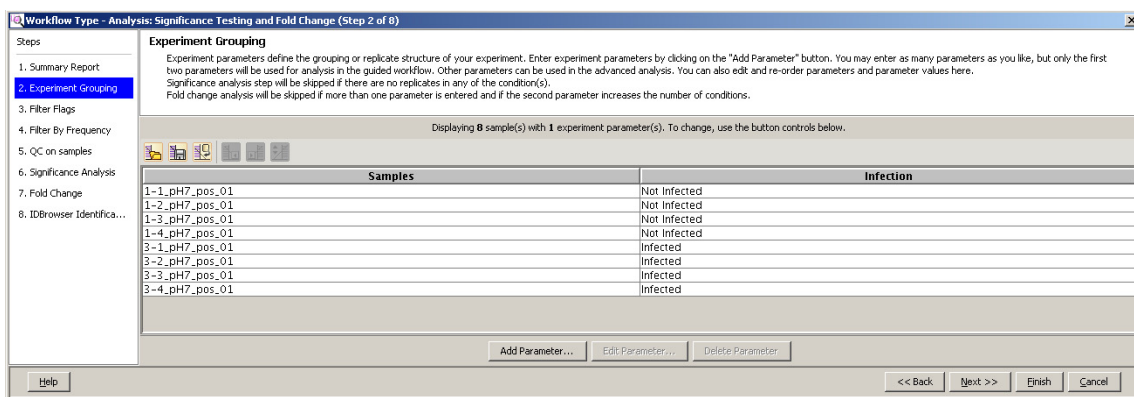 Workflow Type - Analysis: Significance Testing and Fold Change (Step 2 of 8)
Steps
1. Summary Report
2. Experiment Grouping
3. Filter Flags
4. Filter By Frequency
5. QC on samples
6. Significance Analysis
7. Fold Change
8. IDBrowser Identifica...
Experiment Grouping
Experiment parameters define the grouping or replicate structure of your experiment. Enter experiment parameters by clicking on the "Add Parameter" button. You may enter as many parameters as you like, but only the first
two parameters will be used for analysis in the guided workflow. Other parameters can be used in the advanced analysis. You can also edit and re-order parameters and parameter values here.
Significance analysis step will be skipped if there are no replicates in any of the condition(s).
Fold change analysis will be skipped if more than one parameter is entered and if the second parameter increases the number of conditions.
Displaying 8 sample(s) with 1 experiment parameter(s). To change, use the button controls below.
Samples Infection
1-1_pH7_pos_01 Not Infected
1-2_pH7_pos_01 Not Infected
1-3_pH7_pos_01 Not Infected
1-4_pH7_pos_01 Not Infected
3-1_pH7_pos_01 Infected
3-2_pH7_pos_01 Infected
3-3_pH7_pos_01 Infected
3-4_pH7_pos_01 Infected
Add Parameter... Edit Parameter... Delete Parameter
Help << Back Next >> Finish Cancel